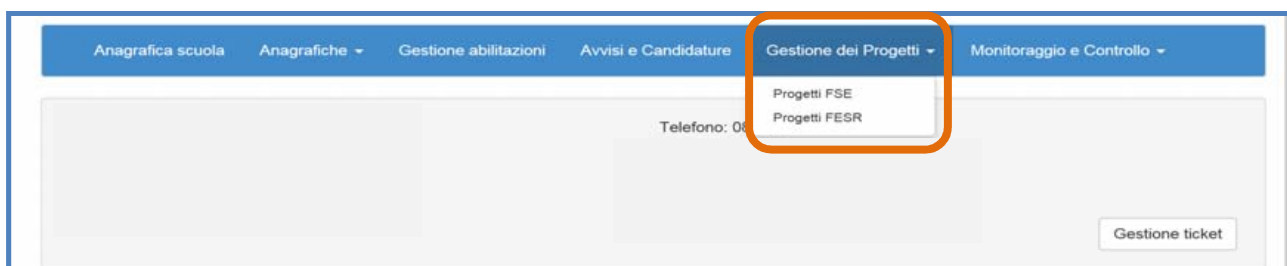 Anagrafica scuola Anagrafiche Gestione abilitazioni Avvisi e Candidature Gestione dei Progetti Monitoraggio e Controllo
Progetti FSE
Progetti FESR
Telefono: 08
Gestione ticket